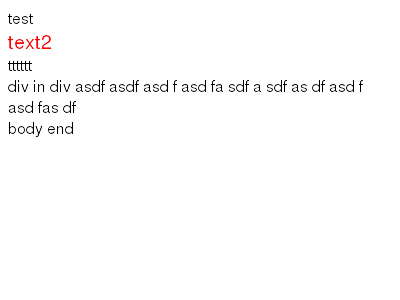 test
text2
tttttt
div in div asdf asdf asd f asd fa sdf a sdf as df asd f
asd fas df
body end